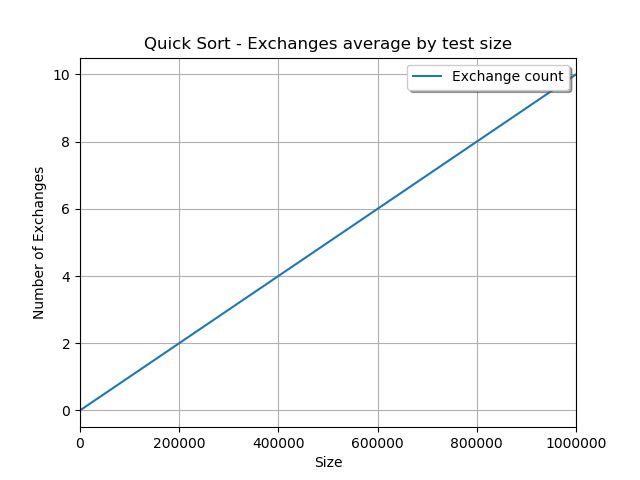 Quick Sort - Exchanges average by test size
Exchange count
Number of Exchanges
10
8
6
4
2
0
0 200000 400000 600000 800000 1000000
Size